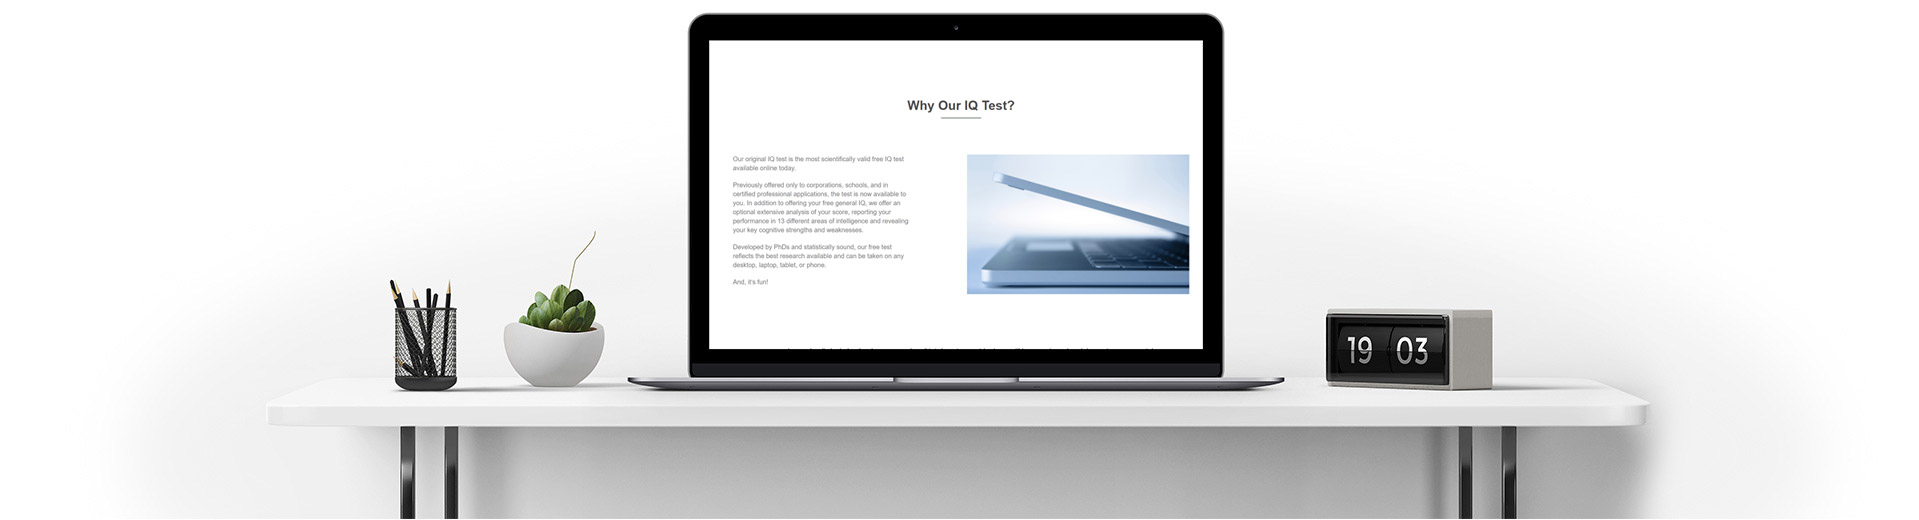 Why Our IQ Test?
Our original IQ test is the most scientifically valid free IQ test
available online today.
Previously offered only to corporations, schools, and in
certified professional applications, the test is now available to
you. In addition to offering your free general IQ, we offer an
optional extensive analysis of your score, reporting your
performance in 13 different areas of intelligence and revealing
your key cognitive strengths and weaknesses.
Developed by PhDs and statistically sound, our free test
reflects the best research available and can be taken on any
desktop, laptop, tablet, or phone.
And, it's fun!
19 03